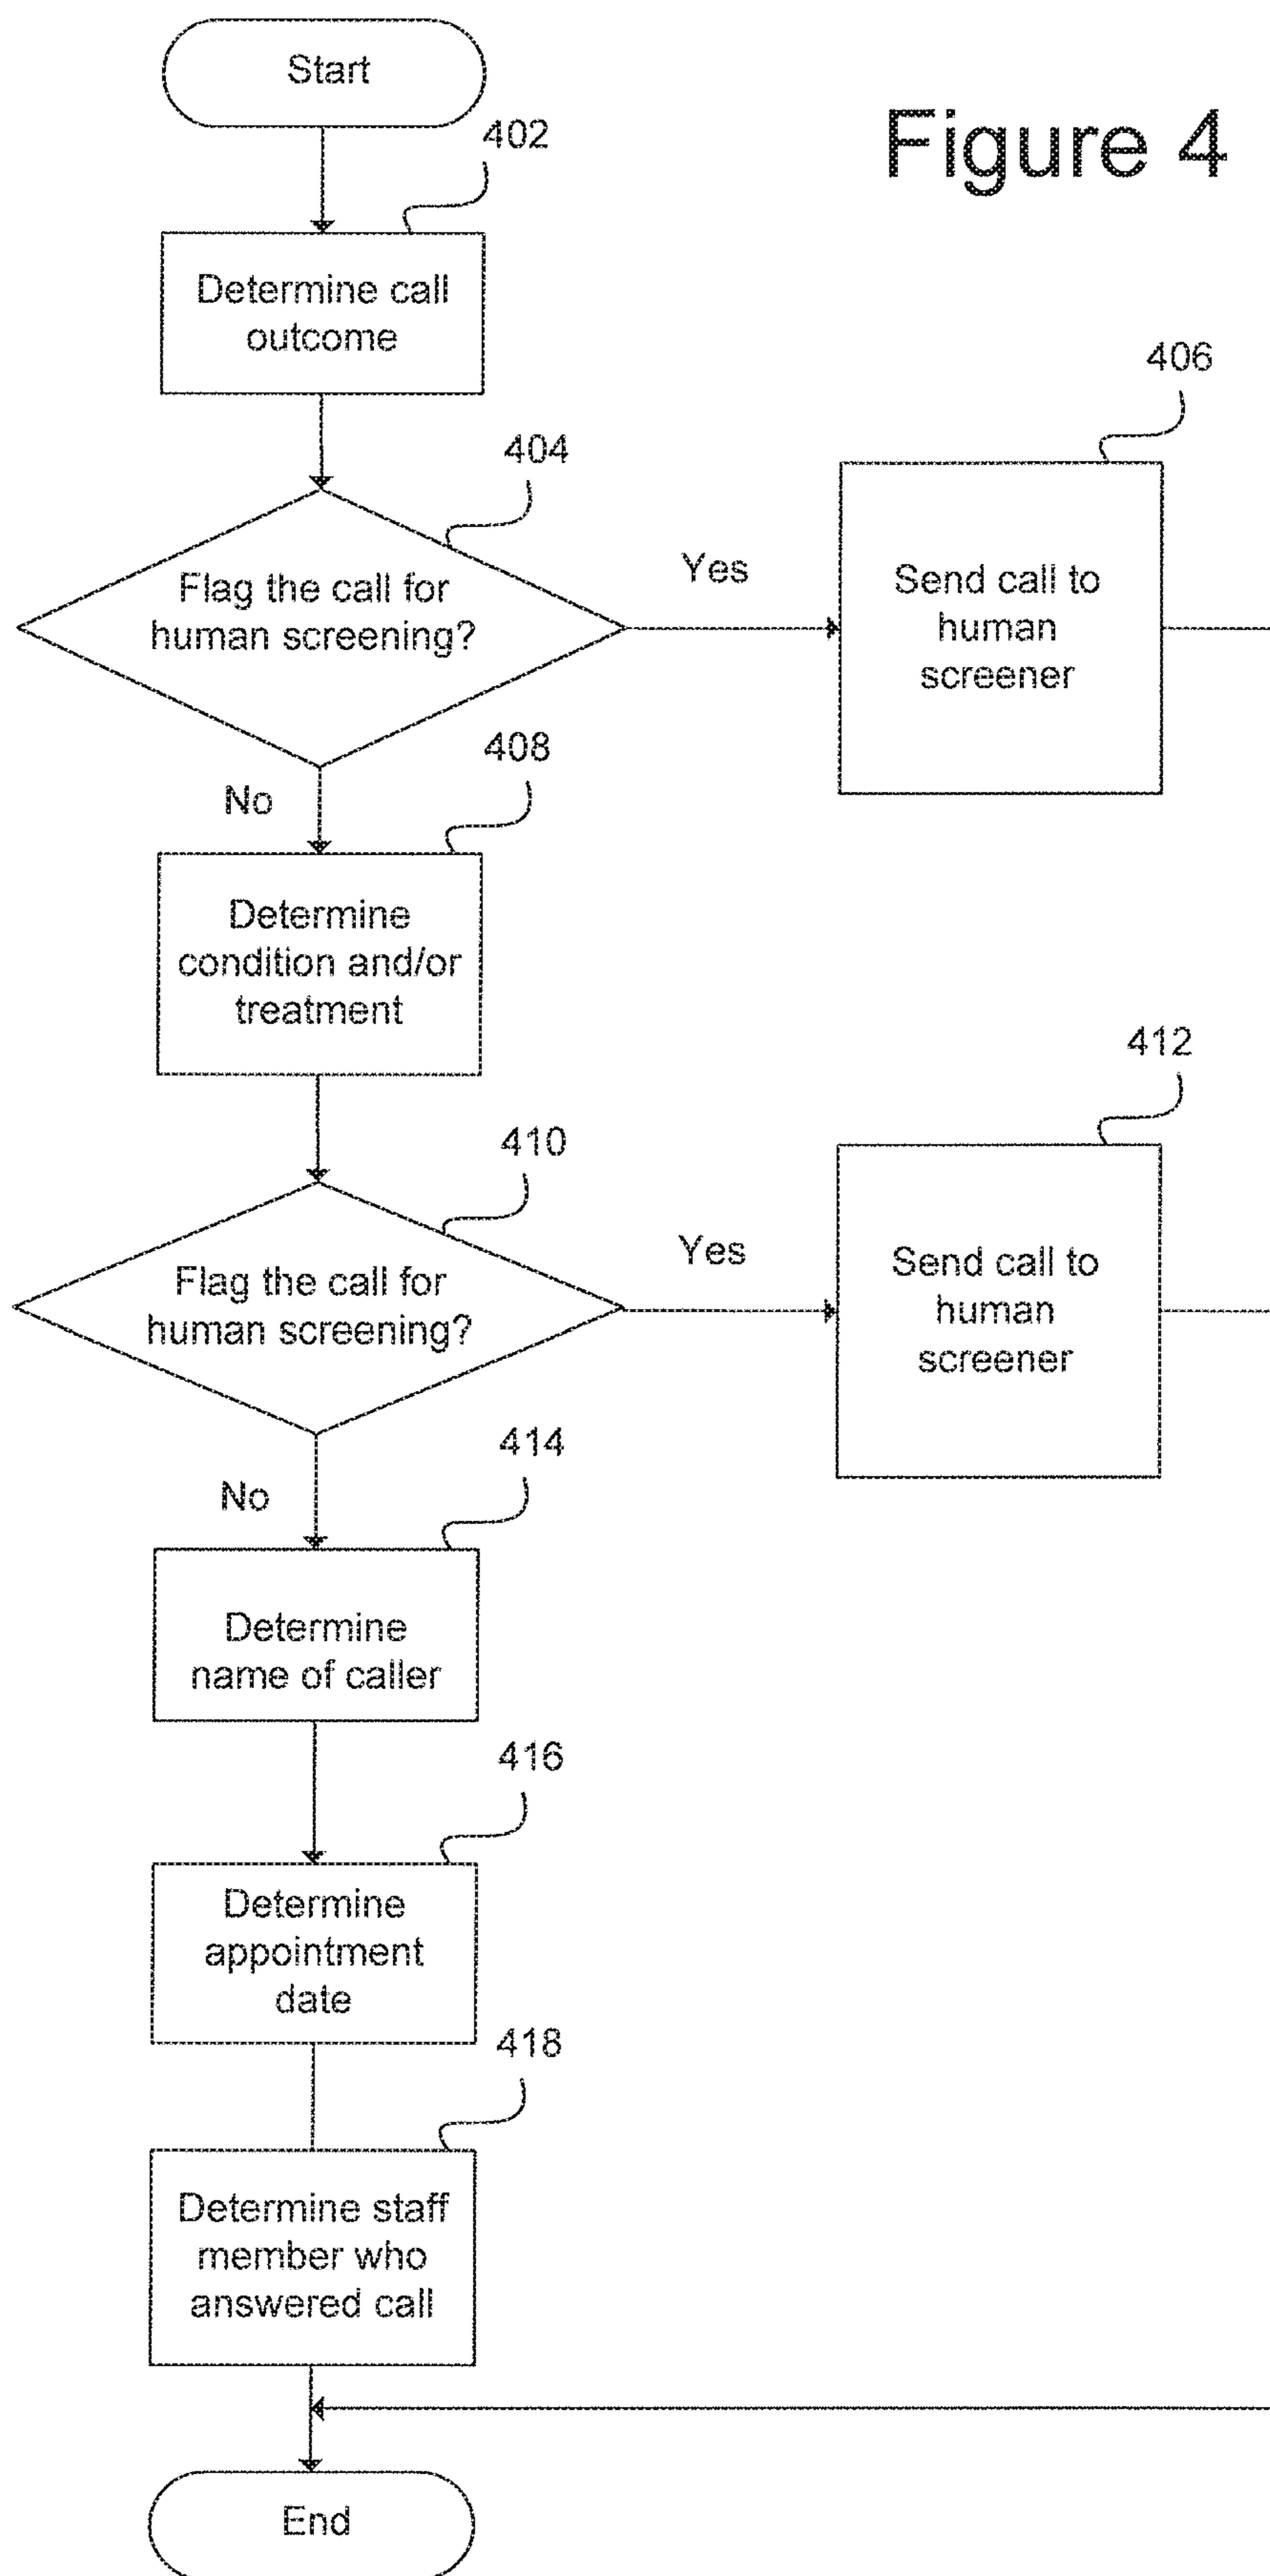 Start
Figure 4
402
Determine call
outcome
404
Flag the call for
human screening?
Yes
406
Send call to
human
screener
No
408
Determine
condition and/or
treatment
410
Flag the call for
human screening?
Yes
412
Send call to
human
screener
No
414
Determine
name of caller
416
Determine
appointment
date
418
Determine staff
member who
answered call
End